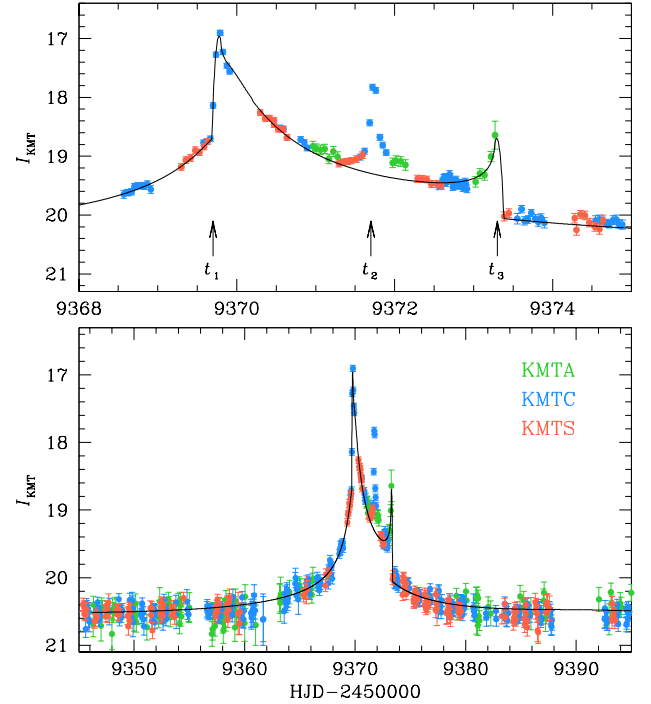 17
18
19
20
21
I_KMT
t_1
t_2
t_3
9368
9370
9372
9374
17
18
19
20
21
I_KMT
KMTA
KMTC
KMTS
9350
9360
9370
9380
9390
HJD-2450000